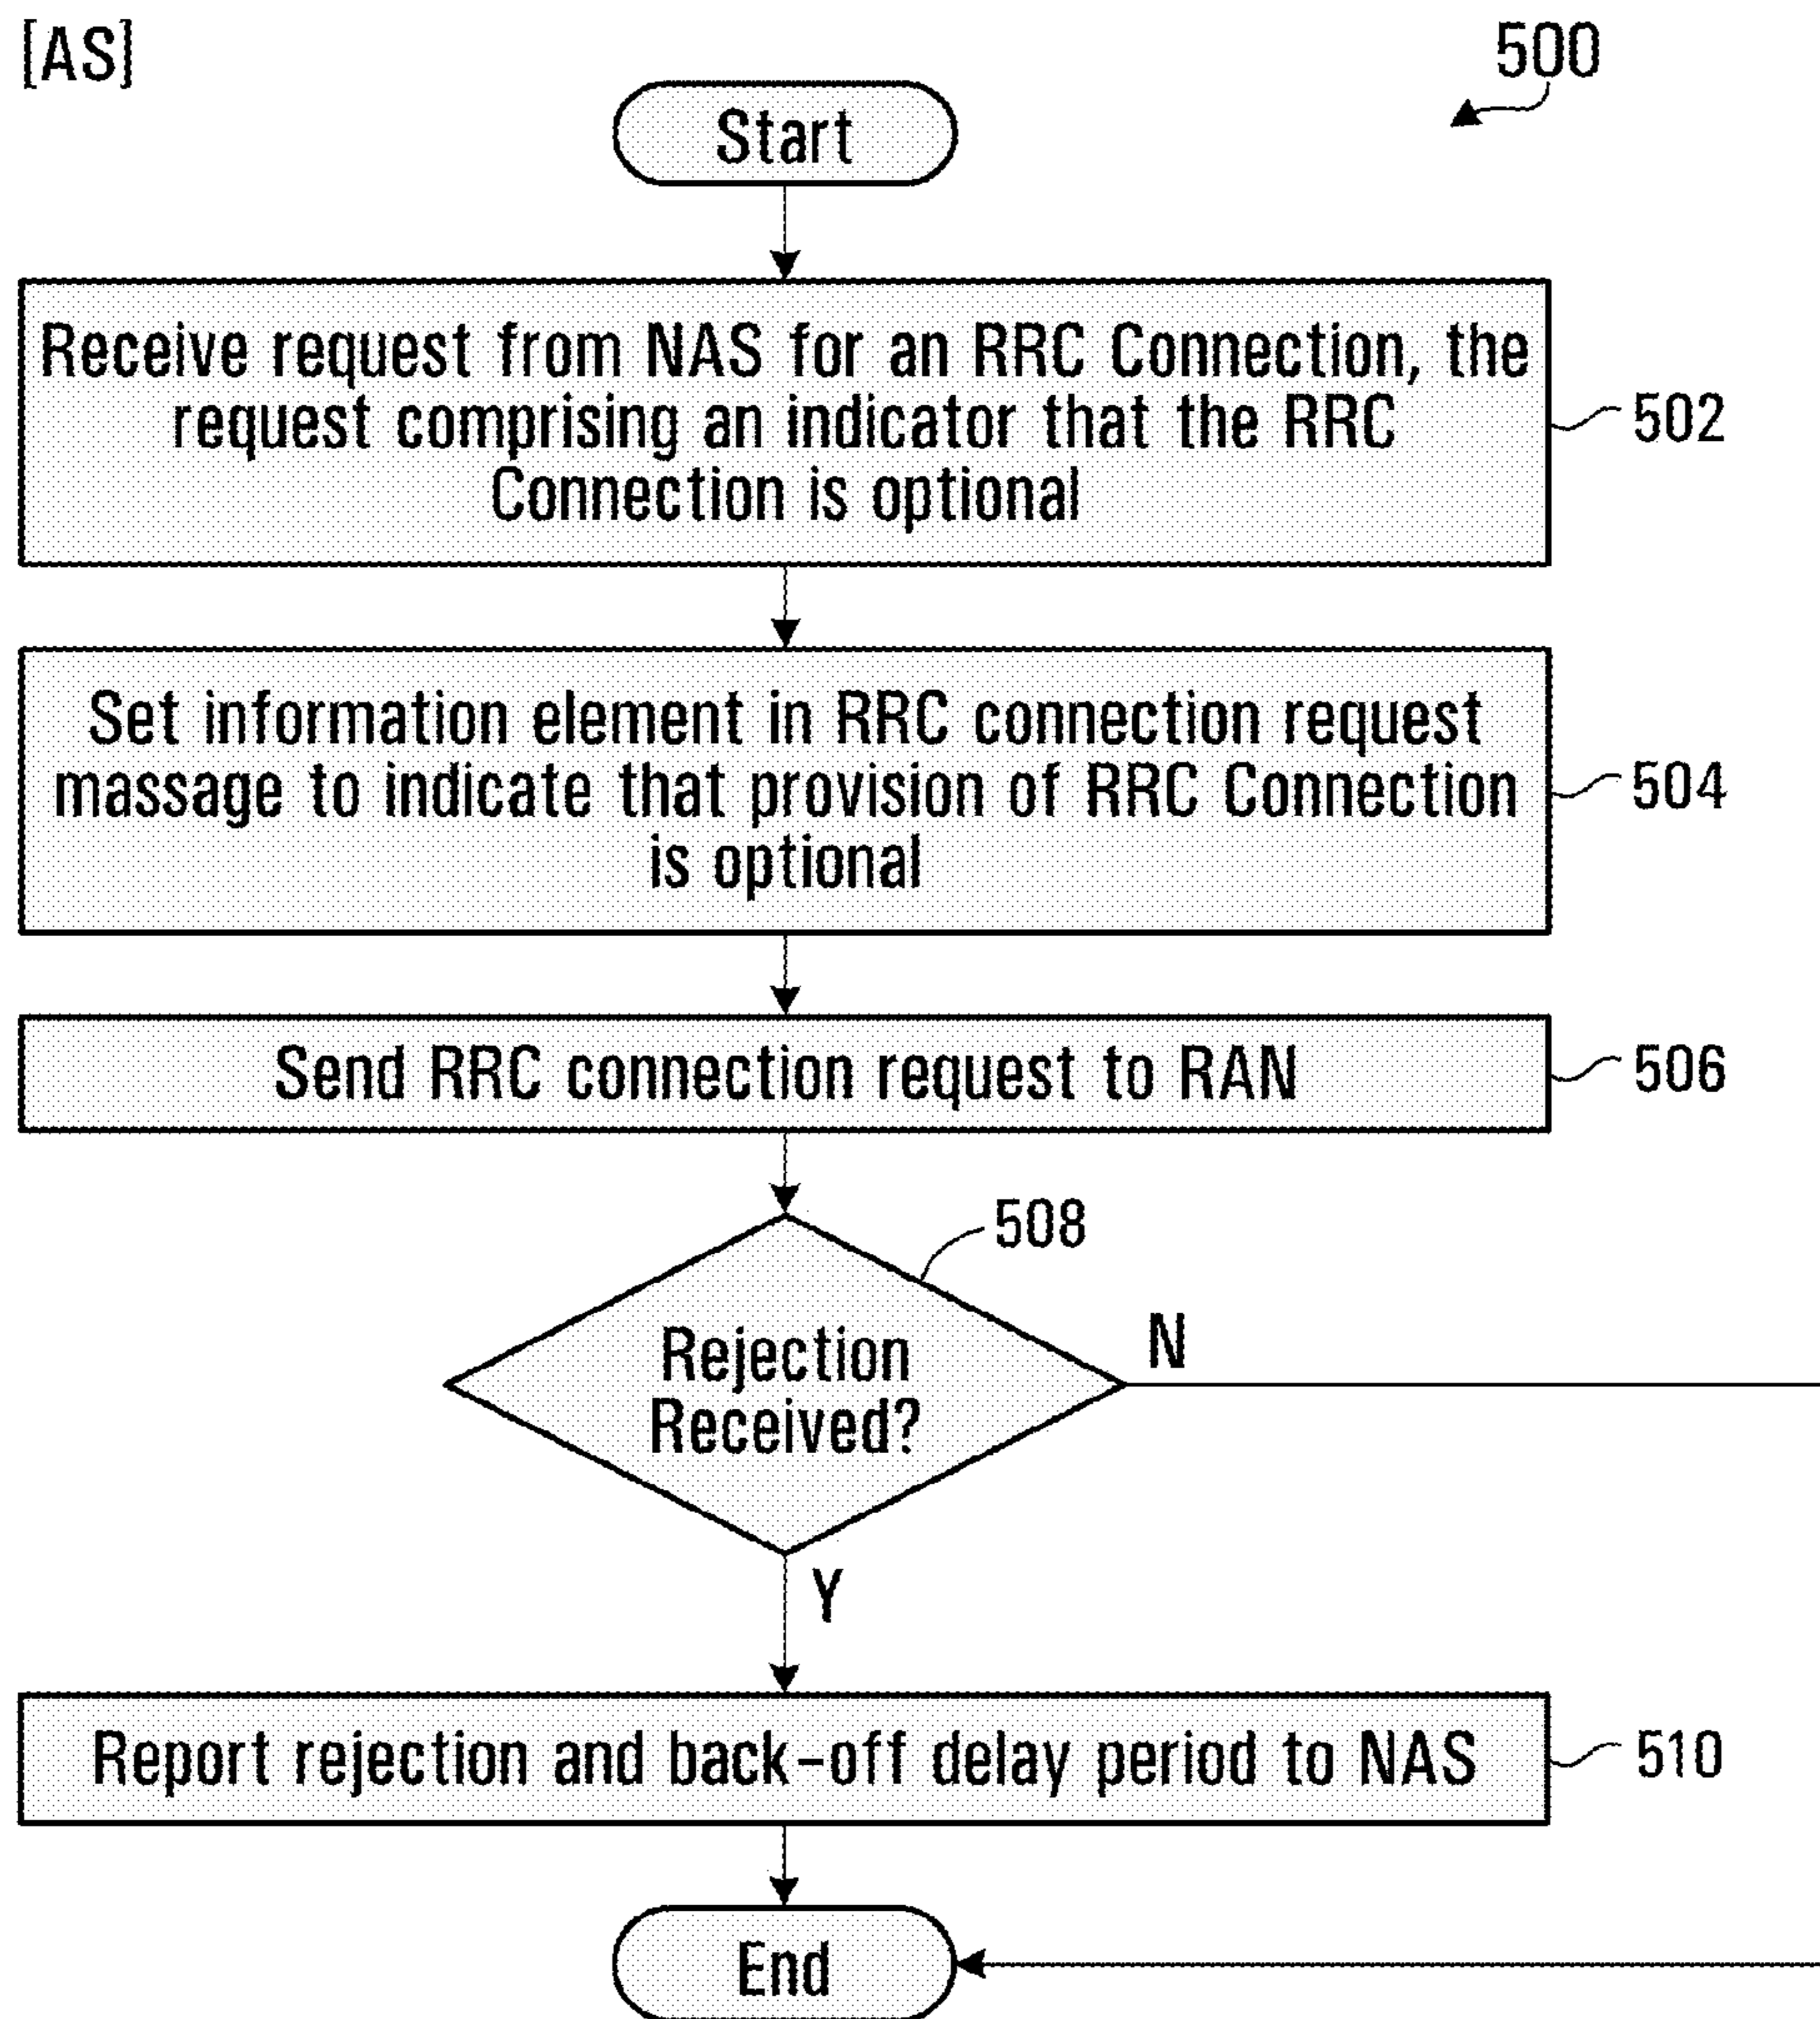 [AS]
500
Start
Receive request from NAS for an RRC Connection, the
request comprising an indicator that the RRC
Connection is optional
502
Set information element in RRC connection request
massage to indicate that provision of RRC Connection
is optional
504
Send RRC connection request to RAN
506
508
Rejection
Received?
N
Y
Report rejection and back-off delay period to NAS
510
End